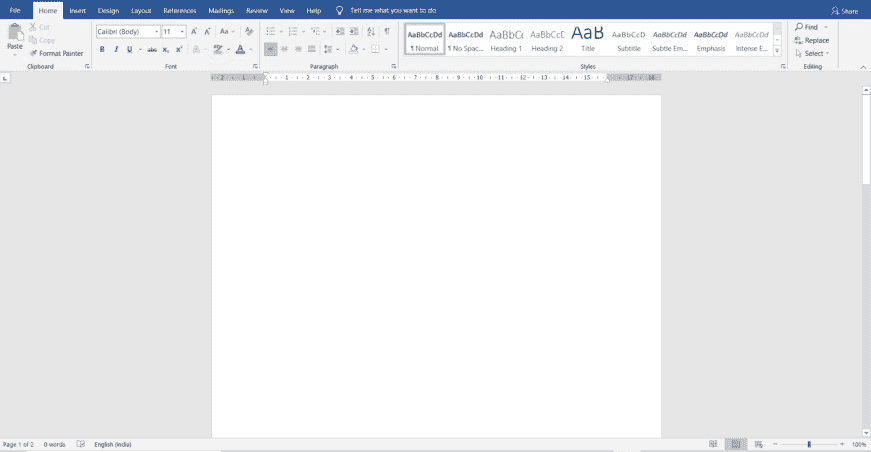 File Home Insert Design Layout References Mailings Review View Help Tell me what you want to do Share
Paste Cut Copy Format Painter Clipboard
Calibri (Body) 11 A A Aa
B I U abc x₂ x² A A
Font
Paragraph
AaBbCcDd AaBbCcDd AaBbCc AaBbCcE AaB AaBbCcD AaBbCcDd AaBbCcDd AaBbCcDd
¶ Normal ¶ No Spac... Heading 1 Heading 2 Title Subtitle Subtle Em... Emphasis Intense E...
Styles
Find Replace Select Editing
2 1 1 2 3 4 5 6 7 8 9 10 11 12 13 14 15 17 18
Page 1 of 2 0 words English (India) 100%